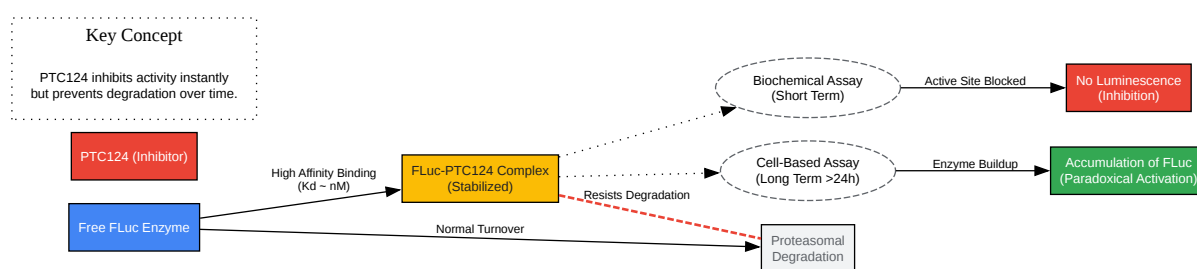 Key Concept
PTC124 inhibits activity instantly
but prevents degradation over time.
PTC124 (Inhibitor)
Free FLuc Enzyme
High Affinity Binding
(Kd ~ nM)
Normal Turnover
FLuc-PTC124 Complex
(Stabilized)
Resists Degradation
Biochemical Assay
(Short Term)
Active Site Blocked
No Luminescence
(Inhibition)
Cell-Based Assay
(Long Term >24h)
Enzyme Buildup
Accumulation of FLuc
(Paradoxical Activation)
Proteasomal
Degradation